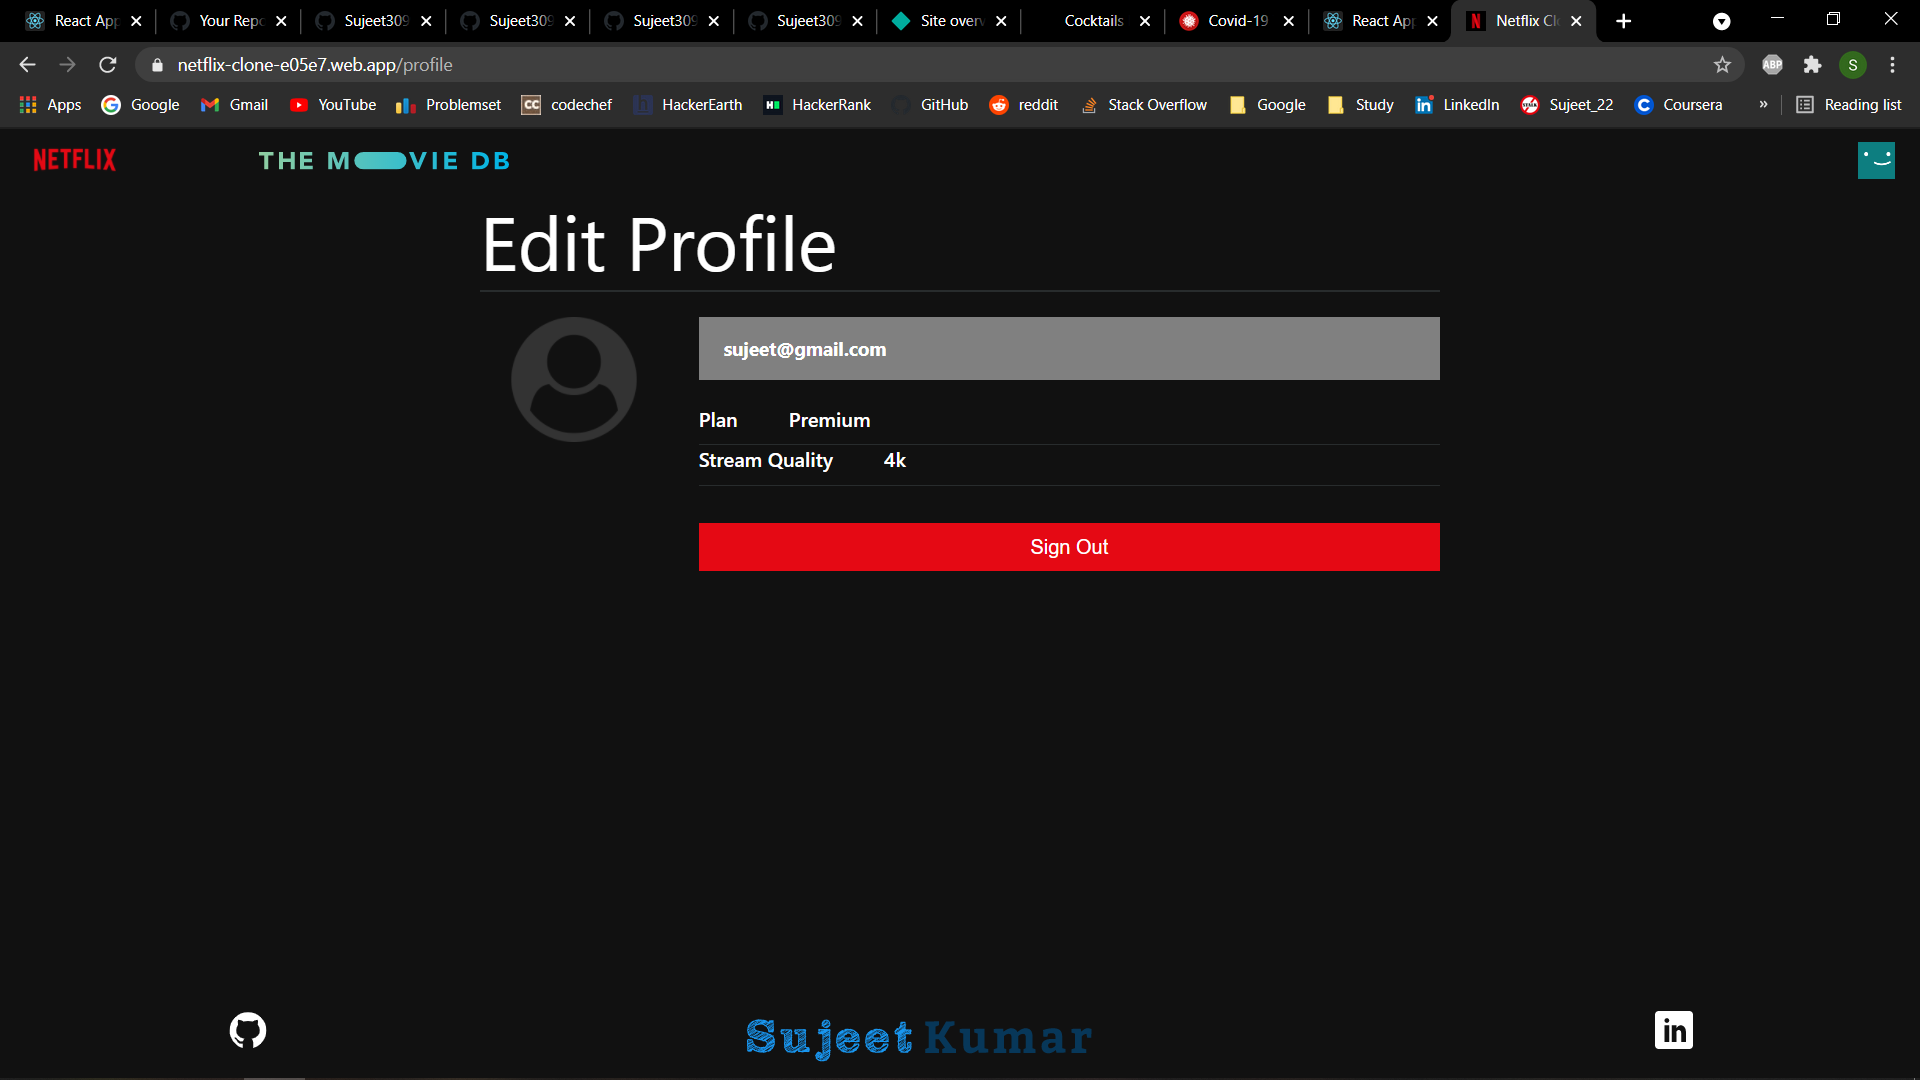 React App Your Repo Sujeet309 Sujeet309 Sujeet309 Sujeet309 Site overv Cocktails Covid-19 React App Netflix Cl
netflix-clone-e05e7.web.app/profile ABP S
Apps Google Gmail YouTube Problemset CC codechef HackerEarth HackerRank GitHub reddit Stack Overflow Google Study LinkedIn Sujeet_22 Coursera » Reading list
NETFLIX THE MOVIE DB
Edit Profile
sujeet@gmail.com
Plan Premium
Stream Quality 4k
Sign Out
Sujeet Kumar in